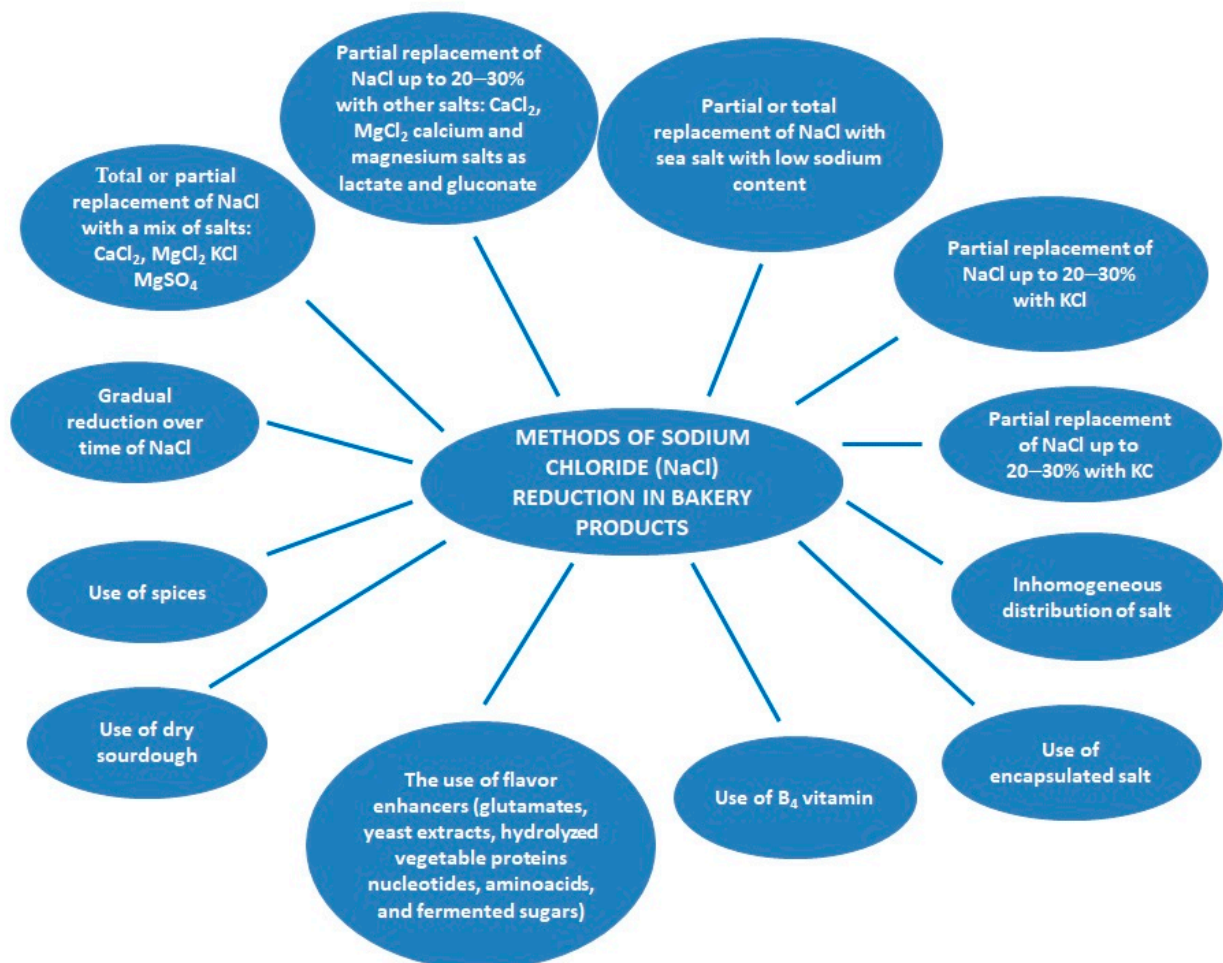 Partial replacement of
NaCl up to 20–30%
with other salts: CaCl₂,
MgCl₂ calcium and
magnesium salts as
lactate and gluconate
Partial or total
replacement of NaCl with
sea salt with low sodium
content
Total or partial
replacement of NaCl
with a mix of salts:
CaCl₂, MgCl₂ KCl
MgSO₄
Partial replacement of
NaCl up to 20–30%
with KCl
Gradual
reduction over
time of NaCl
METHODS OF SODIUM
CHLORIDE (NaCl)
REDUCTION IN BAKERY
PRODUCTS
Partial replacement
of NaCl up to
20–30% with KC
Use of spices
Inhomogeneous
distribution of salt
Use of dry
sourdough
The use of flavor
enhancers (glutamates,
yeast extracts, hydrolyzed
vegetable proteins
nucleotides, aminoacids,
and fermented sugars)
Use of B₄ vitamin
Use of
encapsulated salt